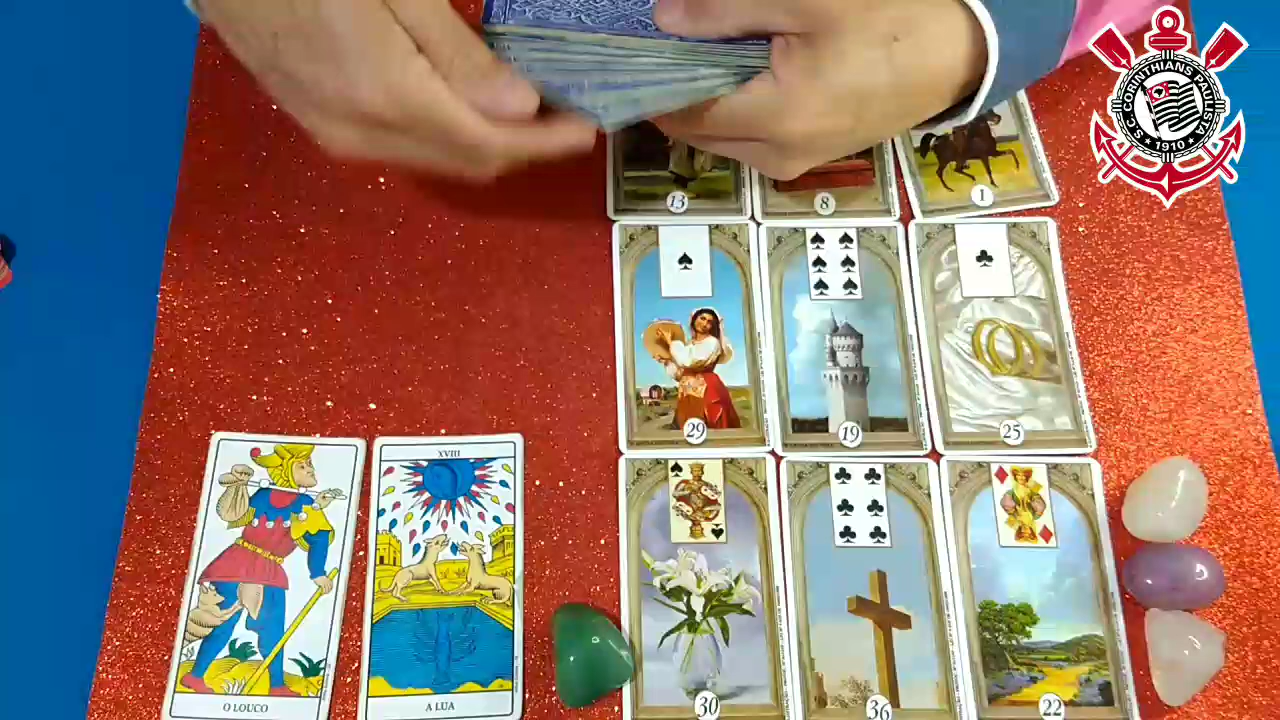 S.C. CORINTHIANS PAULISTA
1910
13
8
1
29
19
25
XVIII
O LOUCO
A LUA
30
36
22